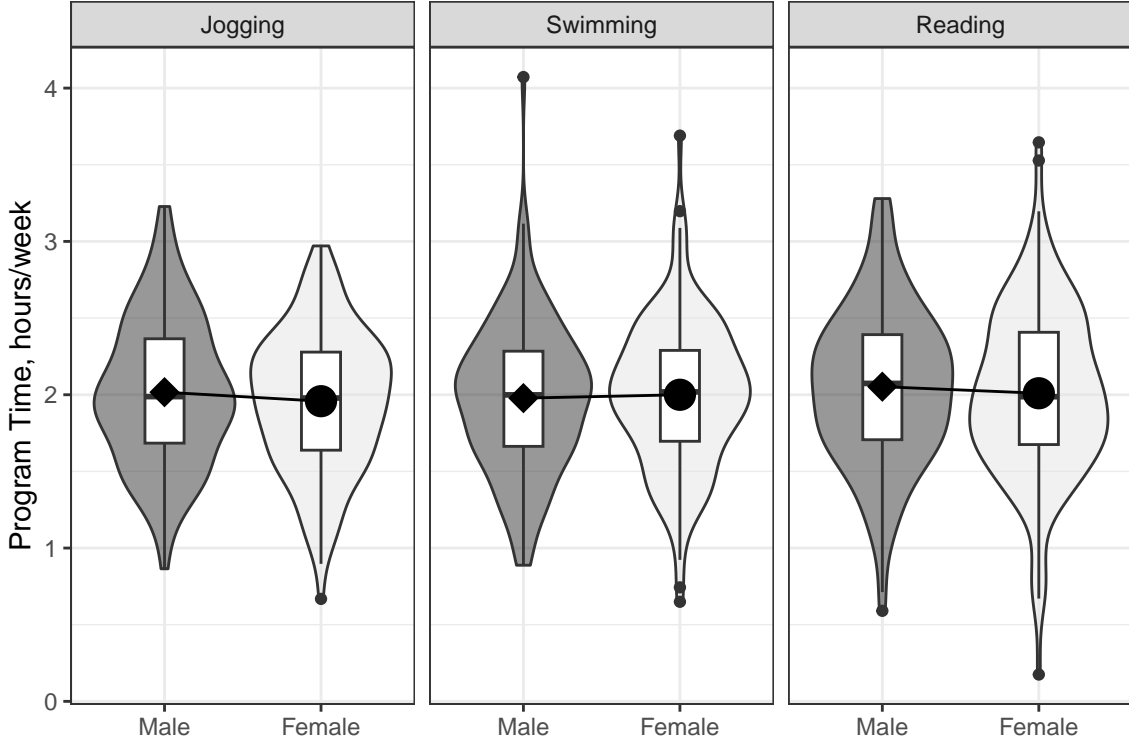 Jogging
Swimming
Reading
Program Time, hours/week
4
3
2
1
0
Male
Female
Male
Female
Male
Female